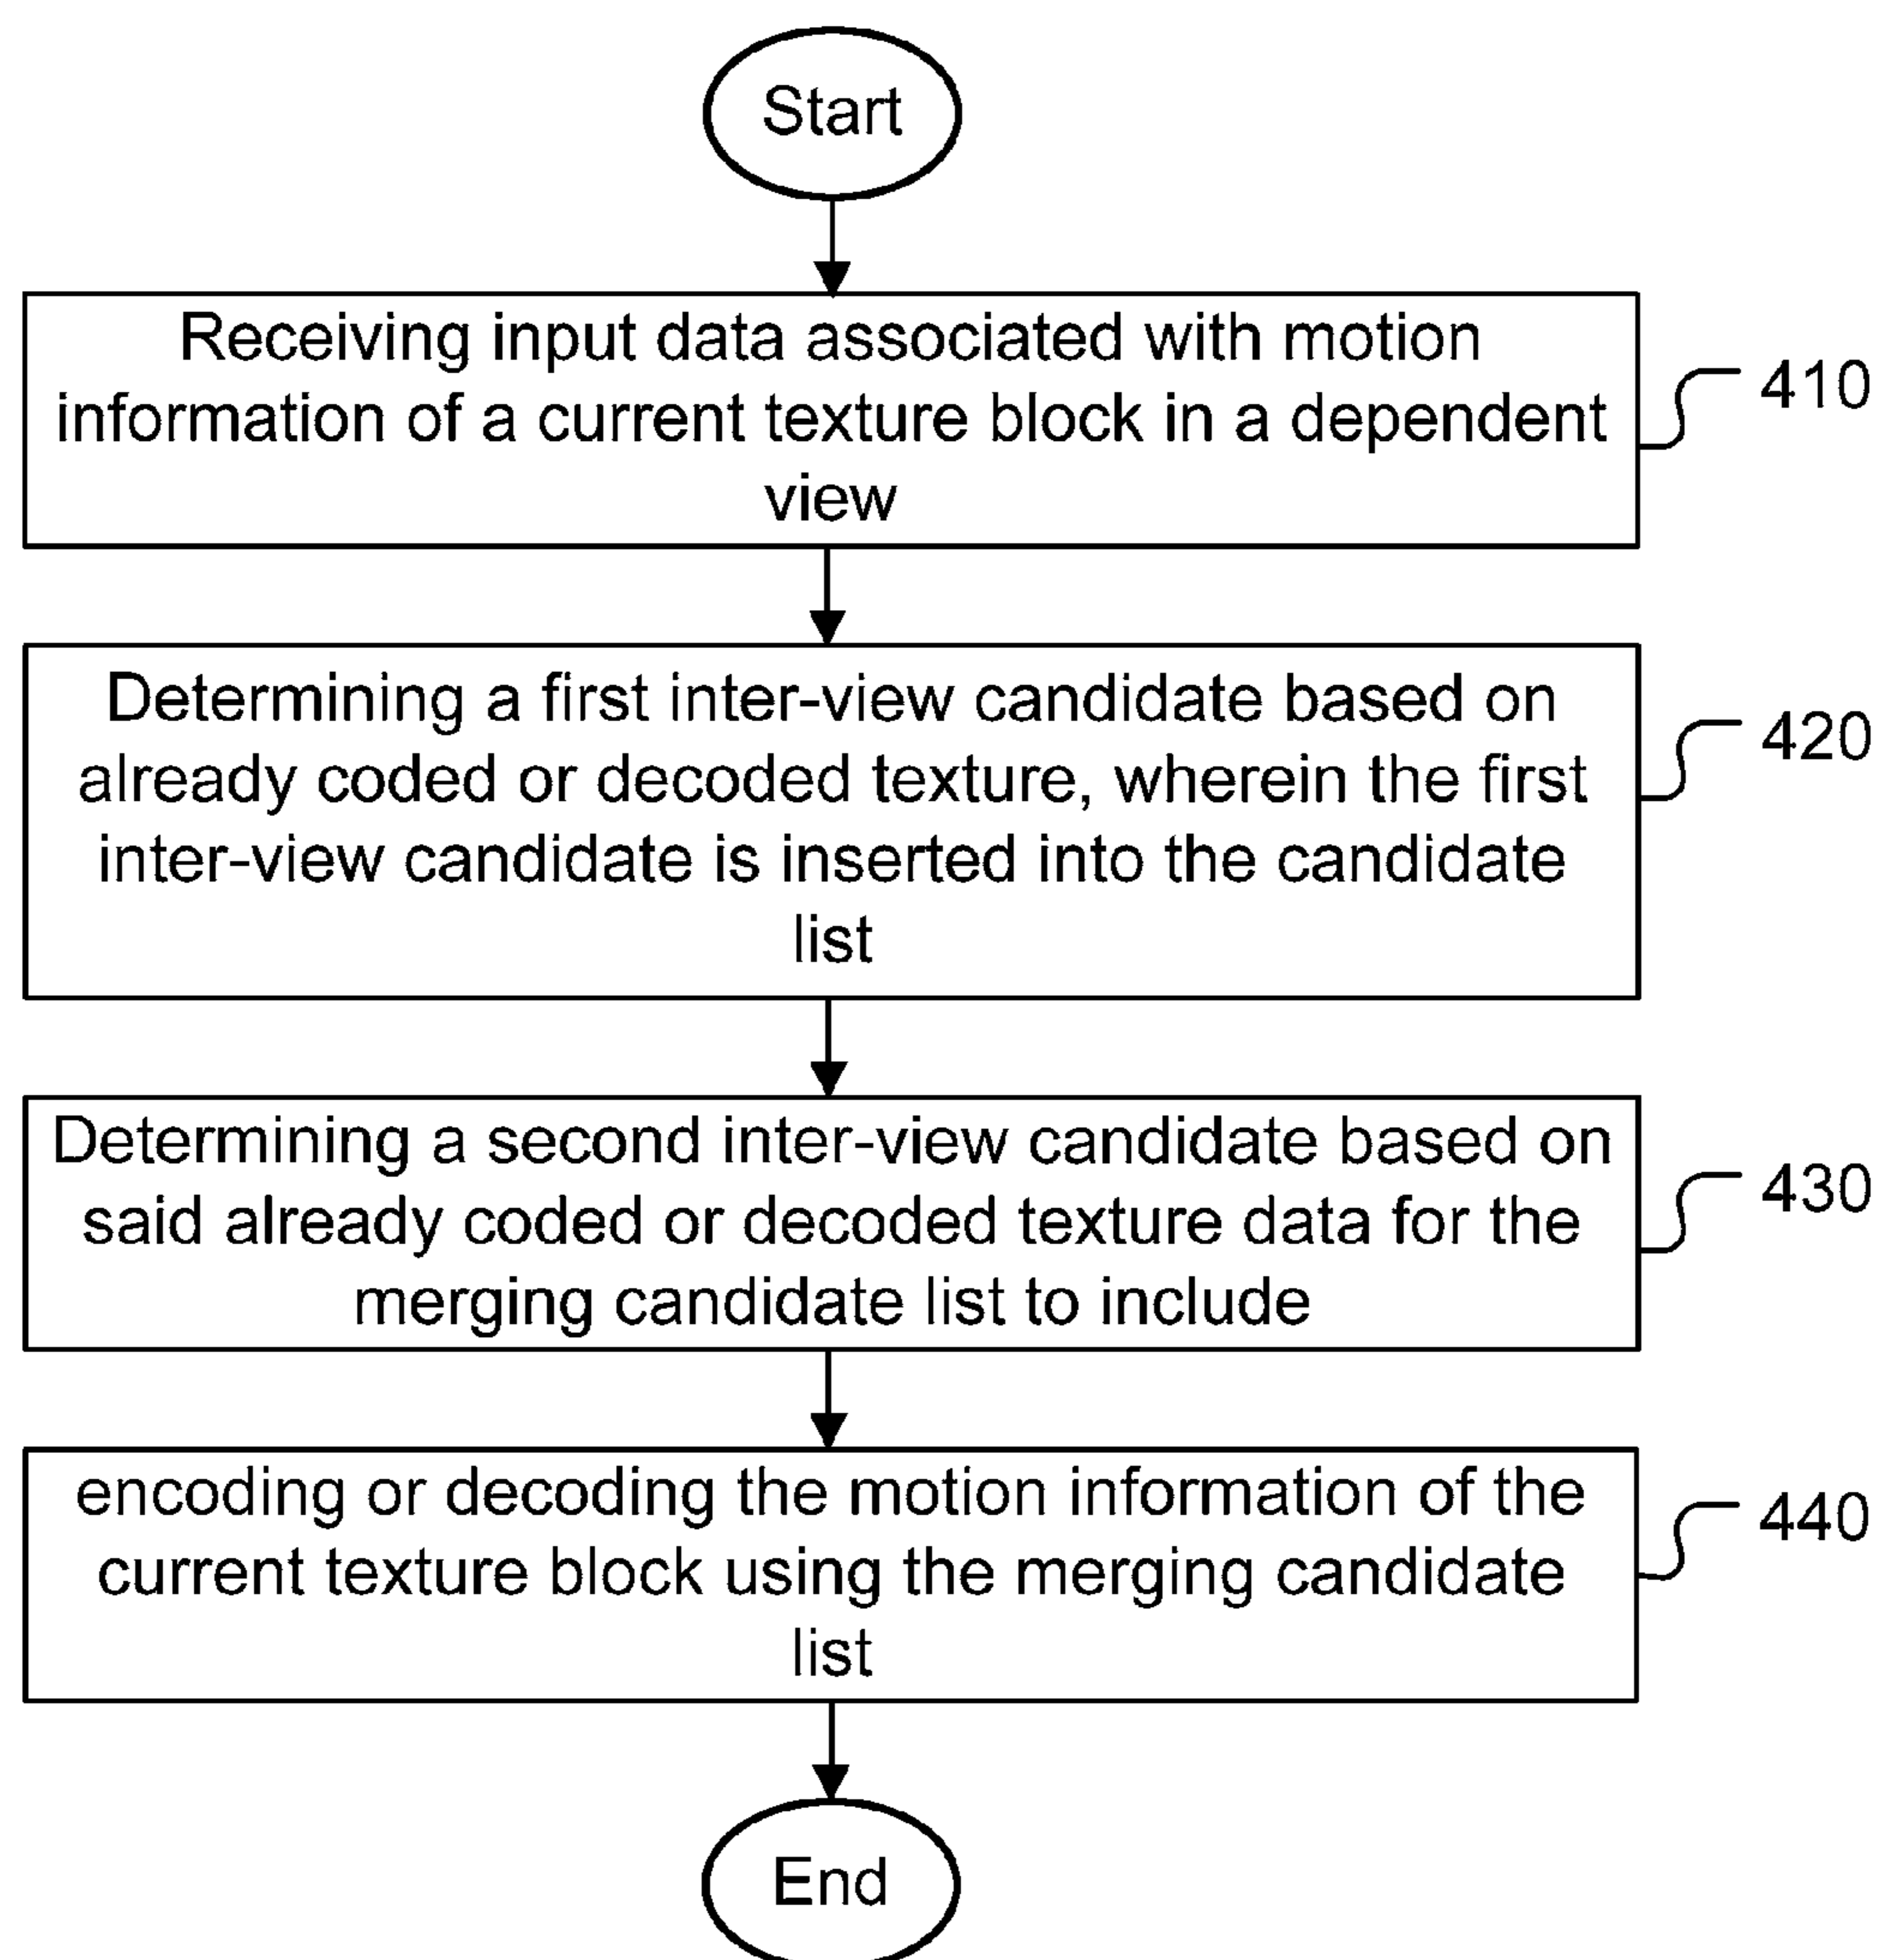 Start
Receiving input data associated with motion
information of a current texture block in a dependent
view
410
Determining a first inter-view candidate based on
already coded or decoded texture, wherein the first
inter-view candidate is inserted into the candidate
list
420
Determining a second inter-view candidate based on
said already coded or decoded texture data for the
merging candidate list to include
430
encoding or decoding the motion information of the
current texture block using the merging candidate
list
440
End